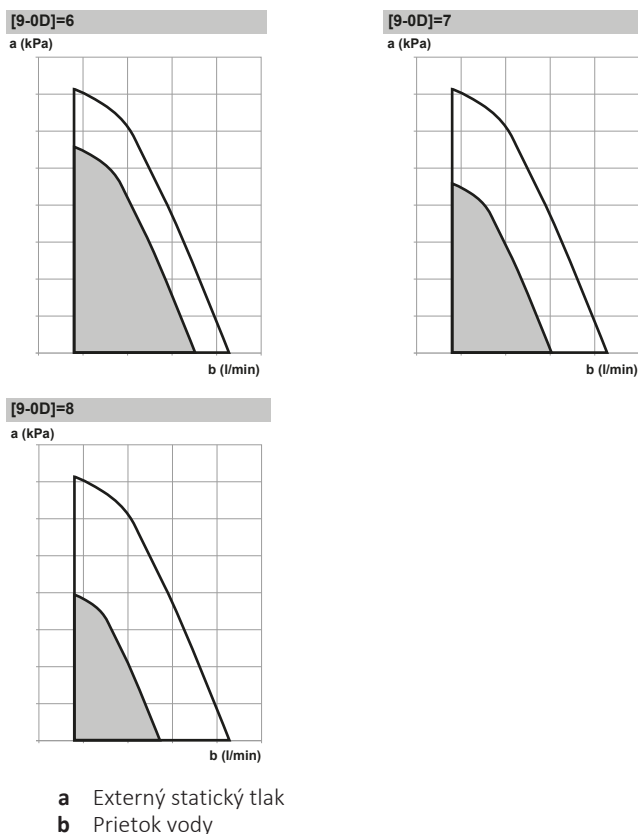 [9-0D]=6
a (kPa)
b (l/min)
[9-0D]=7
a (kPa)
b (l/min)
[9-0D]=8
a (kPa)
b (l/min)
a Externý statický tlak
b Prietok vody